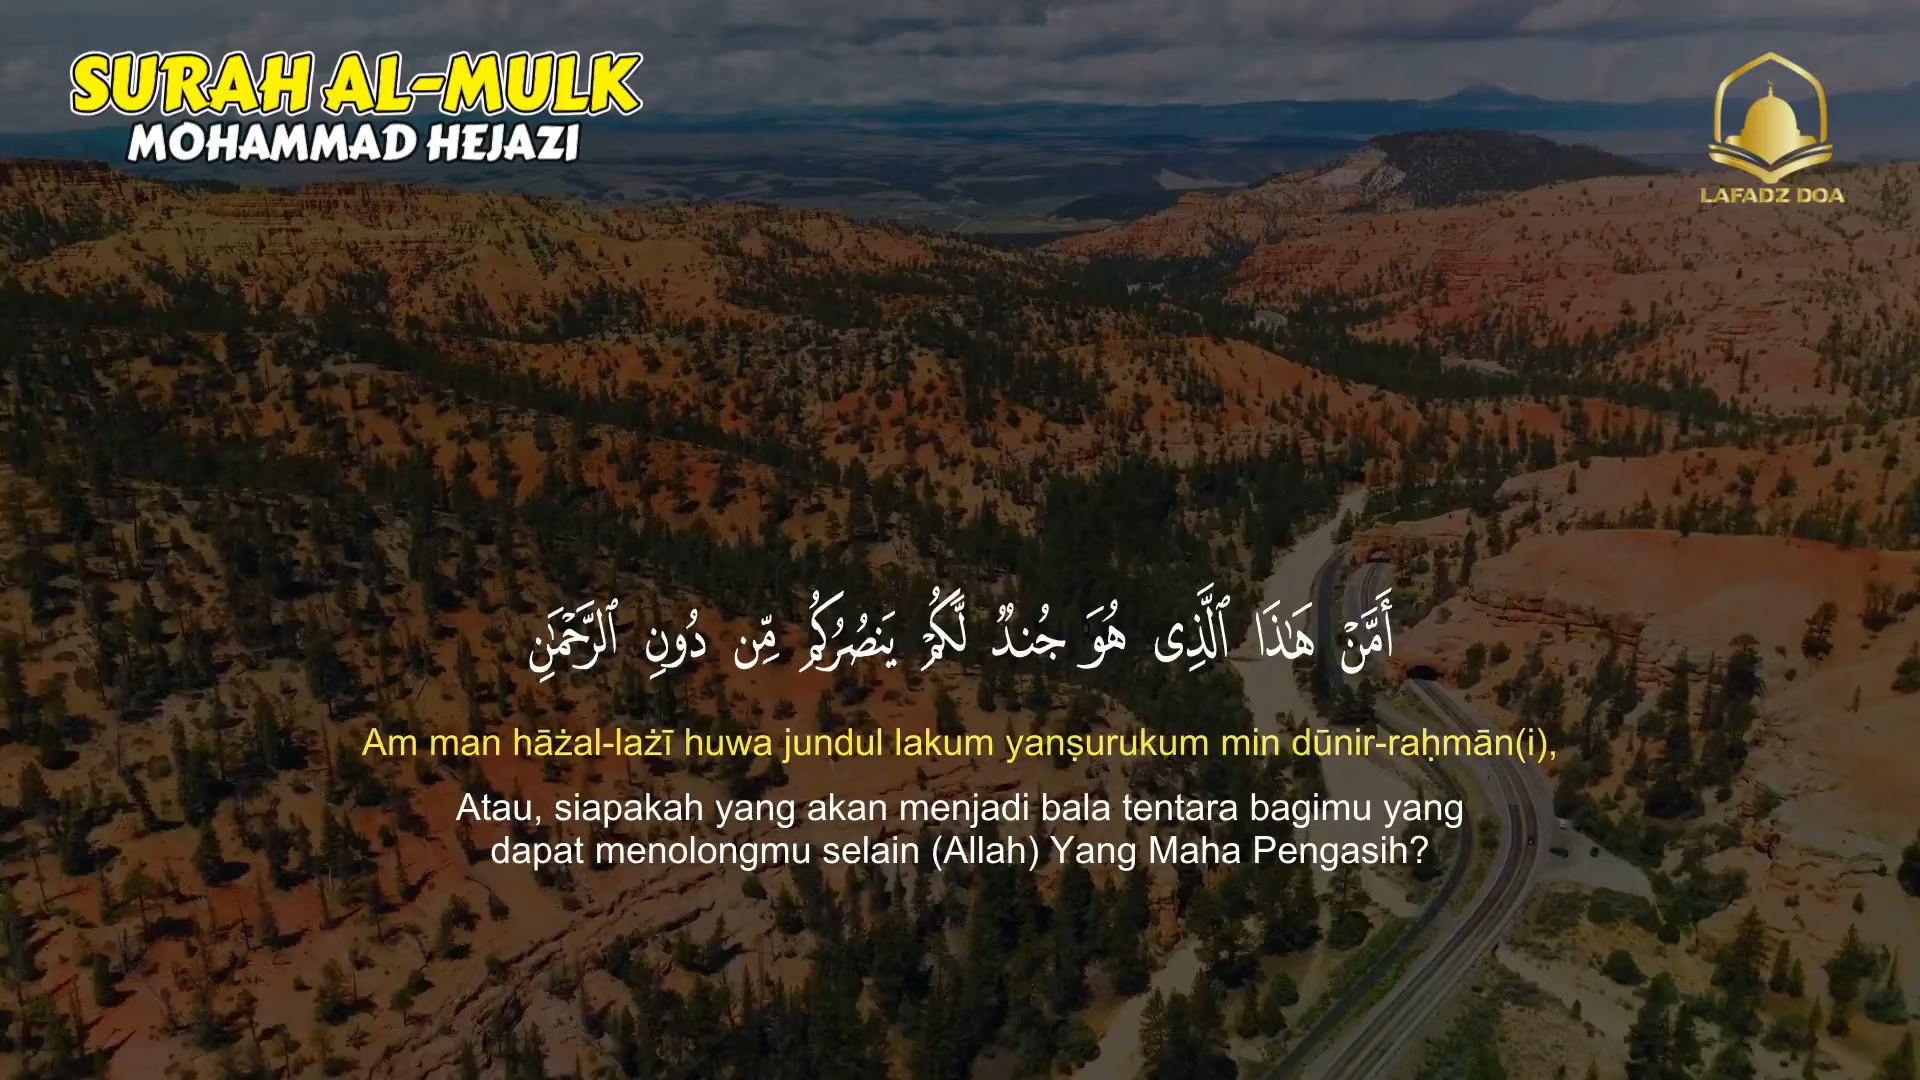 SURAH AL-MULK
MOHAMMAD HEJAZI
LAFADZ DOA
أَمَّنْ هَـٰذَا ٱلَّذِى هُوَ جُندٌ لَّكُمْ يَنصُرُكُم مِّن دُونِ ٱلرَّحْمَـٰنِ
Am man hāżal-lażī huwa jundul lakum yanṣurukum min dūnir-raḥmān(i),
Atau, siapakah yang akan menjadi bala tentara bagimu yang
dapat menolongmu selain (Allah) Yang Maha Pengasih?